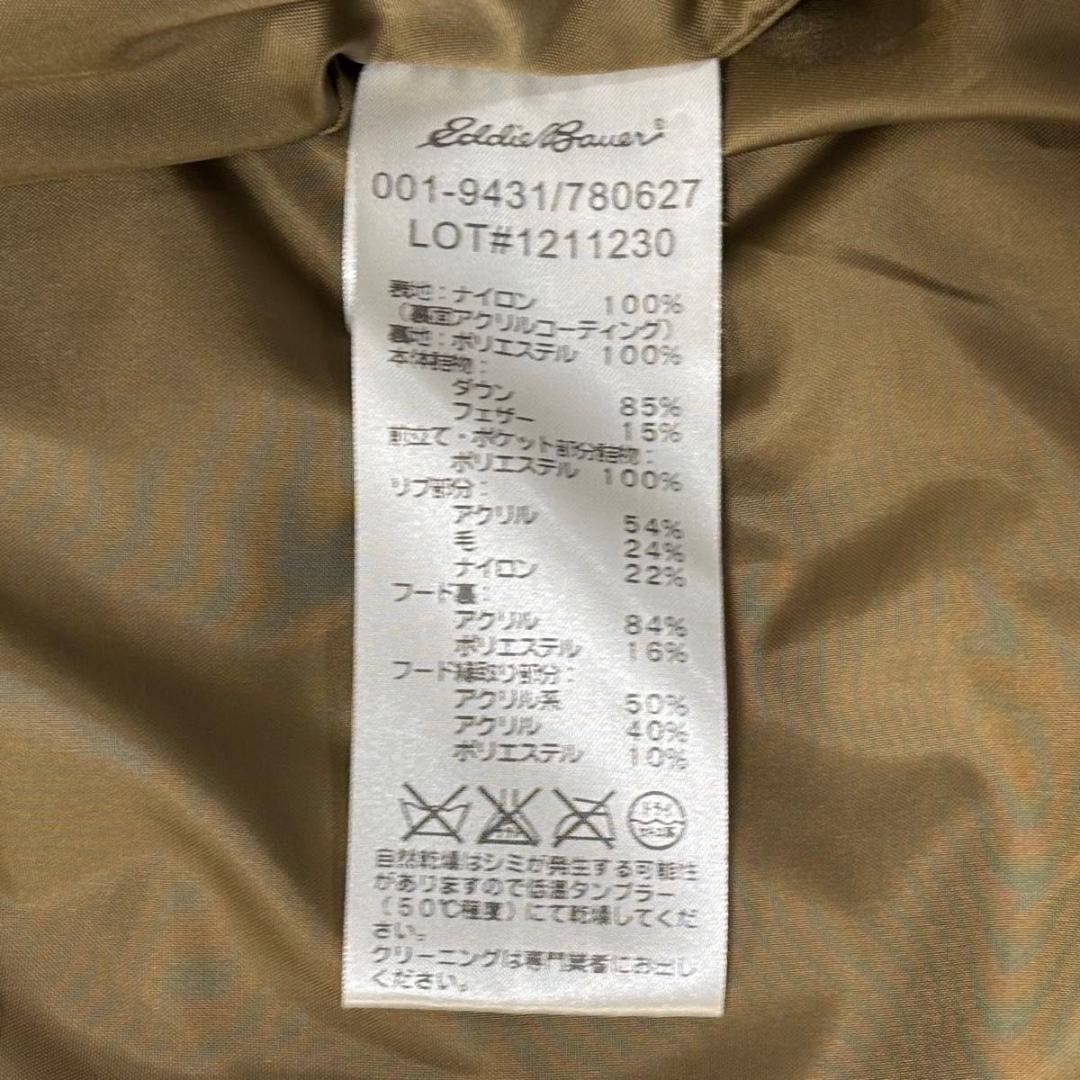 Eddie Bauer®
001-9431/780627
LOT#1211230
表地:ナイロン 100%
(裏面アクリルコーティング)
裏地:ポリエステル 100%
本体詰物:
ダウン 85%
フェザー 15%
前立て・ポケット部分詰物:
ポリエステル 100%
リブ部分:
アクリル 54%
毛 24%
ナイロン 22%
フード裏:
アクリル 84%
ポリエステル 16%
フード縁取り部分:
アクリル系 50%
アクリル 40%
ポリエステル 10%
ドライ
セキユ系
自然乾燥はシミが発生する可能性
がありますので低温タンブラー
(50℃程度)にて乾燥してくだ
さい。
クリーニングは専門業者にお出し
ください。